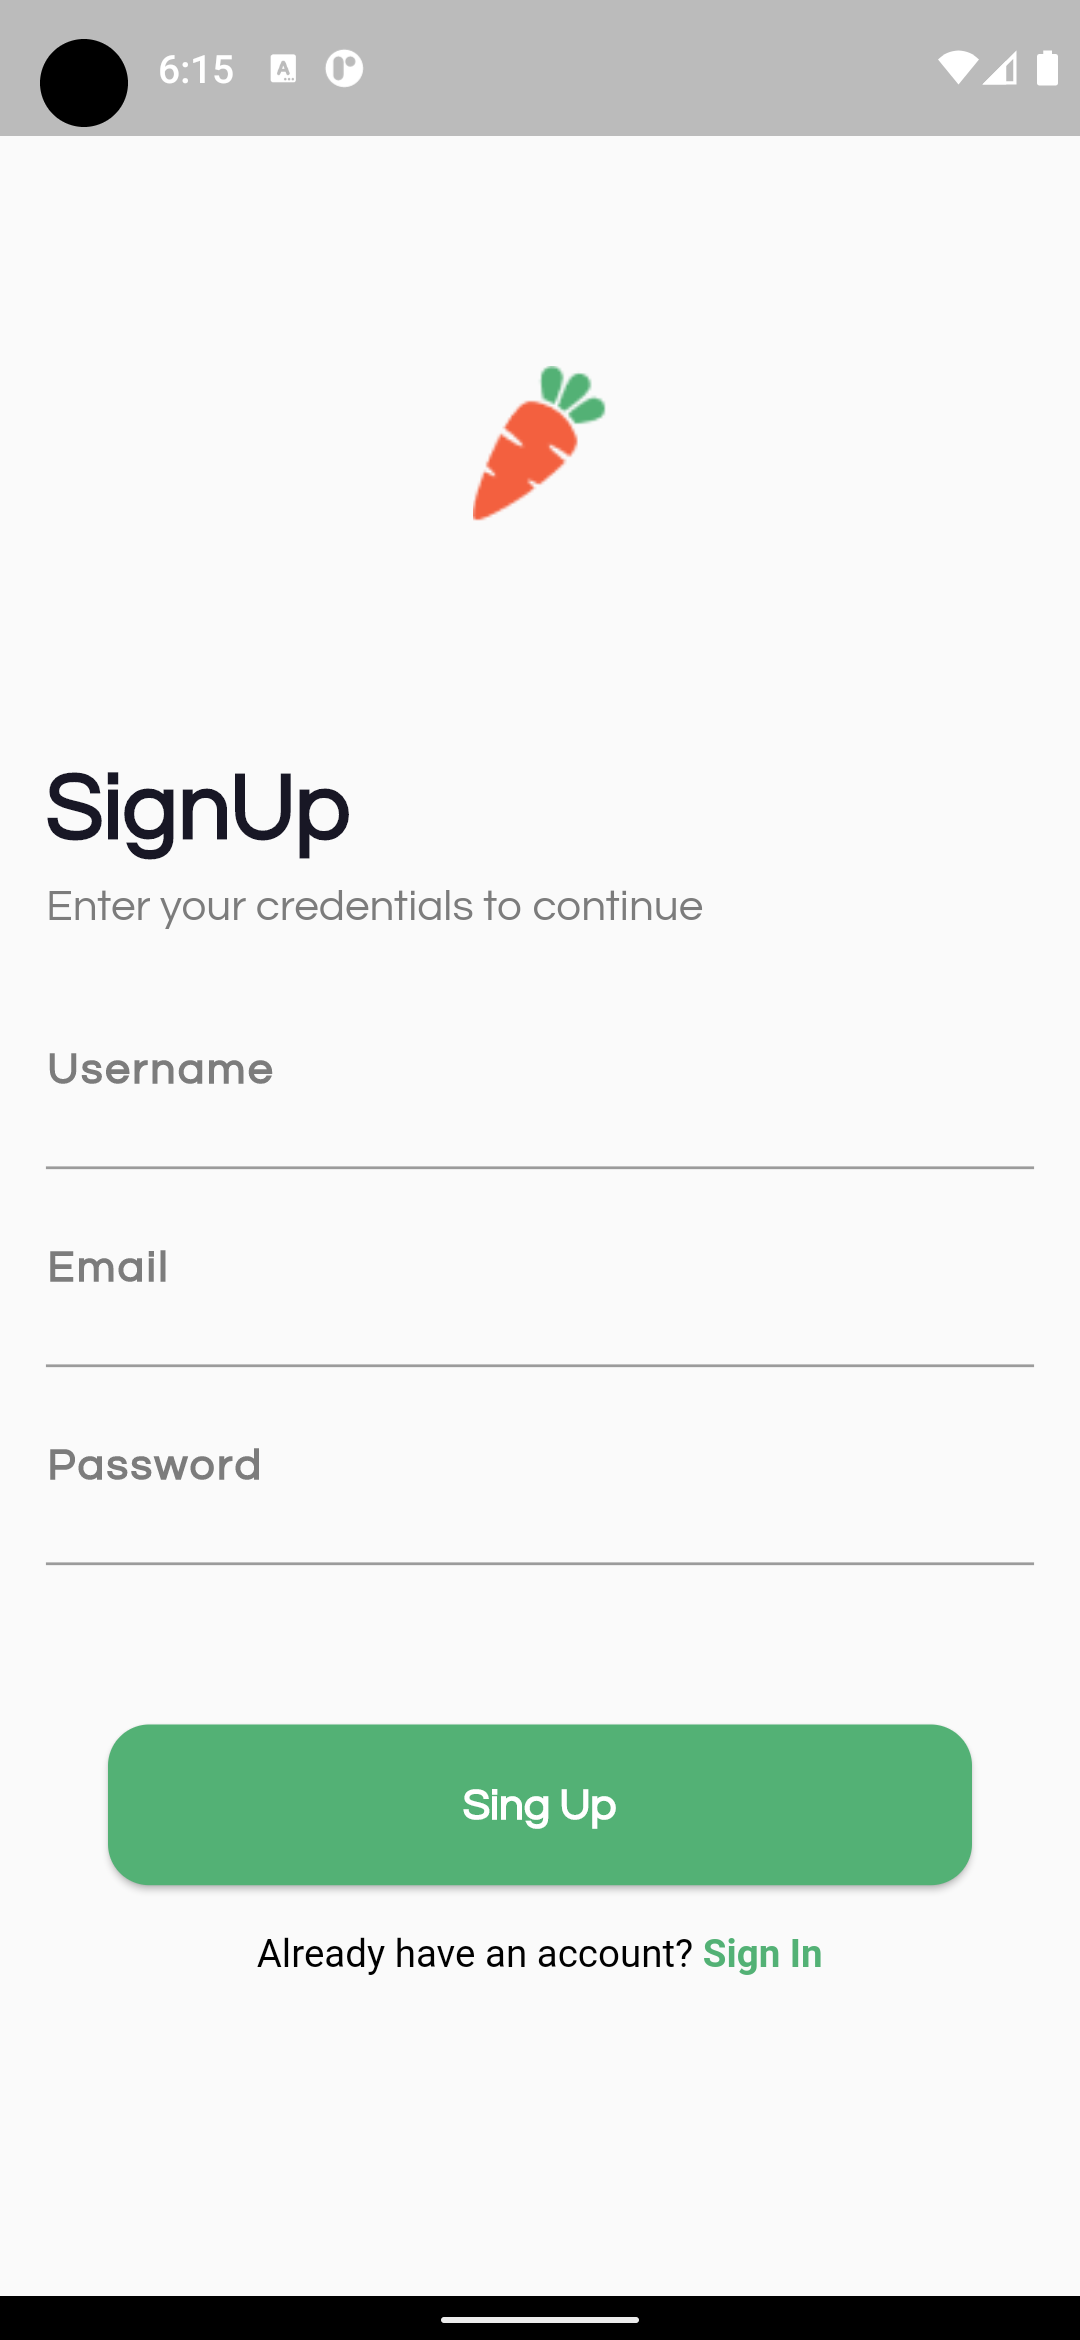 6:15
SignUp
Enter your credentials to continue
Username
Email
Password
Sing Up
Already have an account? Sign In